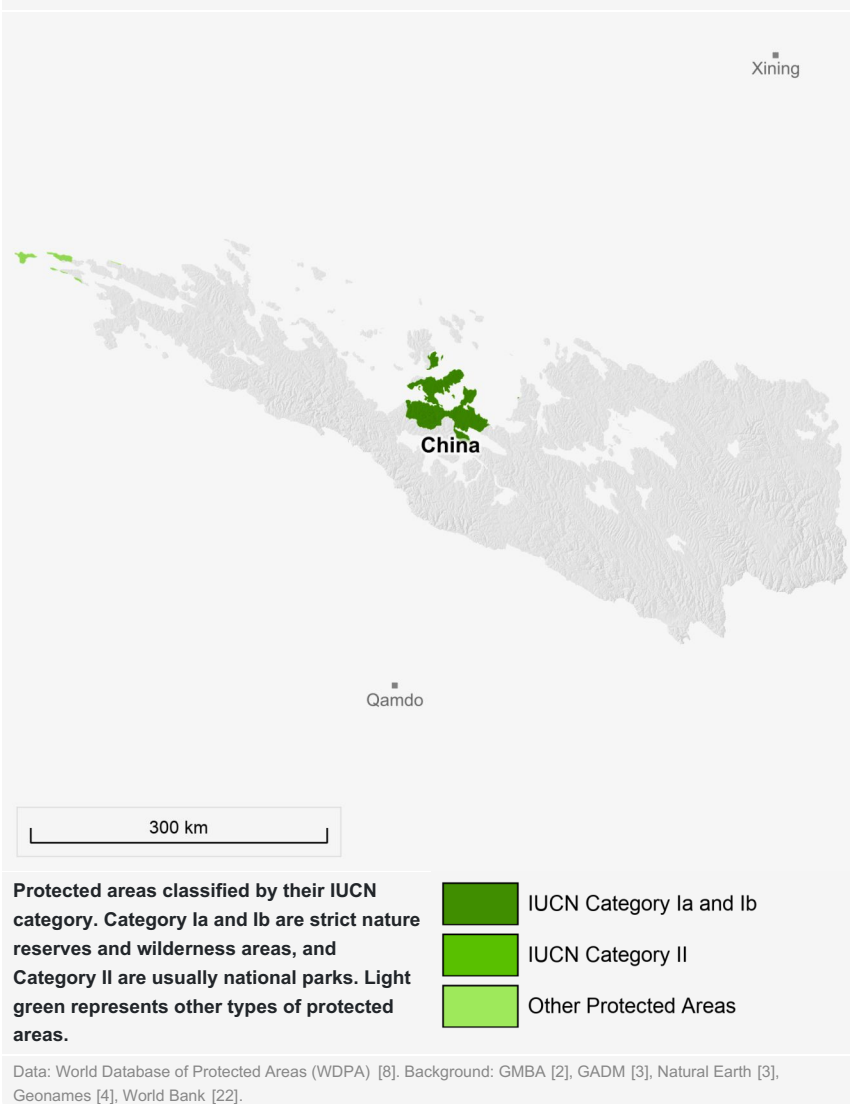 Xining
China
Qamdo
300 km
Protected areas classified by their IUCN
category. Category Ia and Ib are strict nature
reserves and wilderness areas, and
Category II are usually national parks. Light
green represents other types of protected
areas.
IUCN Category Ia and Ib
IUCN Category II
Other Protected Areas
Data: World Database of Protected Areas (WDPA) [8]. Background: GMBA [2], GADM [3], Natural Earth [3],
Geonames [4], World Bank [22].